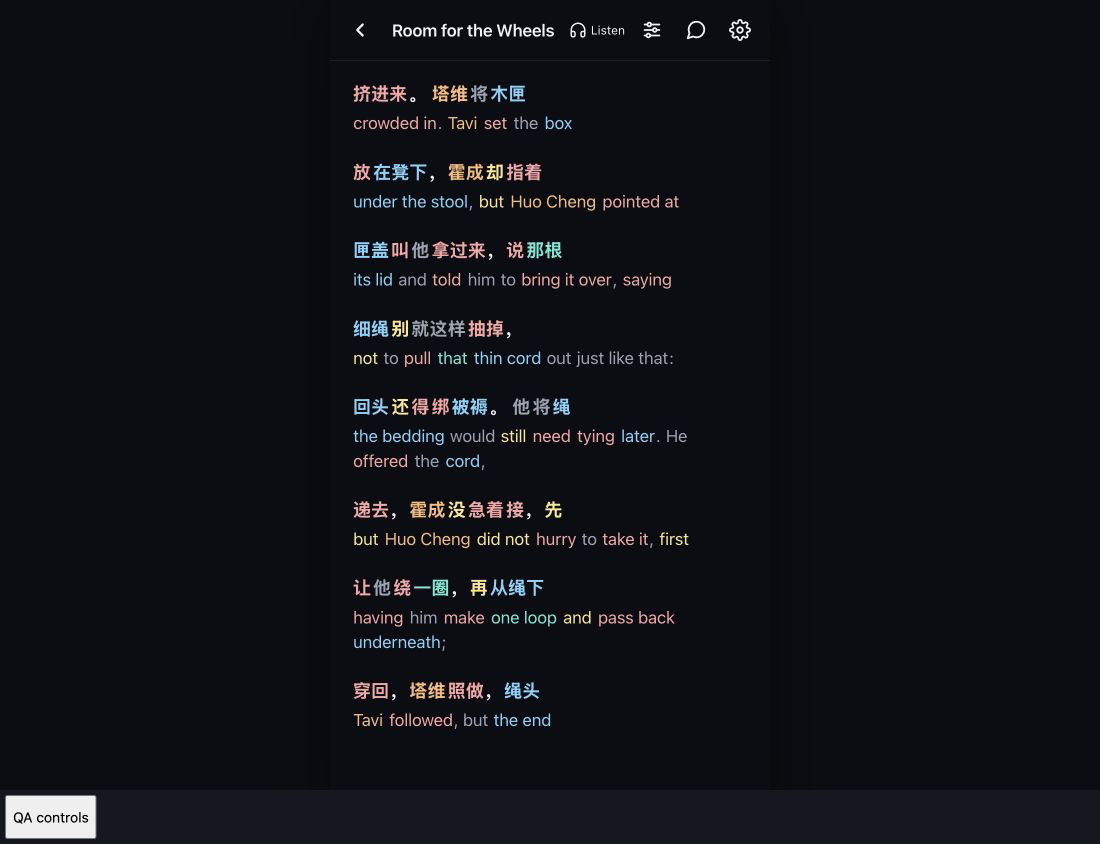 Room for the Wheels
Listen
挤进来。 塔维将木匣
crowded in. Tavi set the box
放在凳下，霍成却指着
under the stool, but Huo Cheng pointed at
匣盖叫他拿过来，说那根
its lid and told him to bring it over, saying
细绳别就这样抽掉，
not to pull that thin cord out just like that:
回头还得绑被褥。 他将绳
the bedding would still need tying later. He
offered the cord,
递去，霍成没急着接，先
but Huo Cheng did not hurry to take it, first
让他绕一圈，再从绳下
having him make one loop and pass back
underneath;
穿回，塔维照做，绳头
Tavi followed, but the end
QA controls